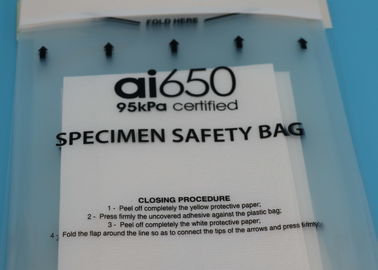 FOLD HERE
ai650
95kPa certified
SPECIMEN SAFETY BAG
CLOSING PROCEDURE
1 - Peel off completely the yellow protective paper;
2 - Press firmly the uncovered adhesive against the plastic bag;
3 - Peel off completely the white protective paper;
4 - Fold the flap around the line so as to connect the tips of the arrows and press firmly